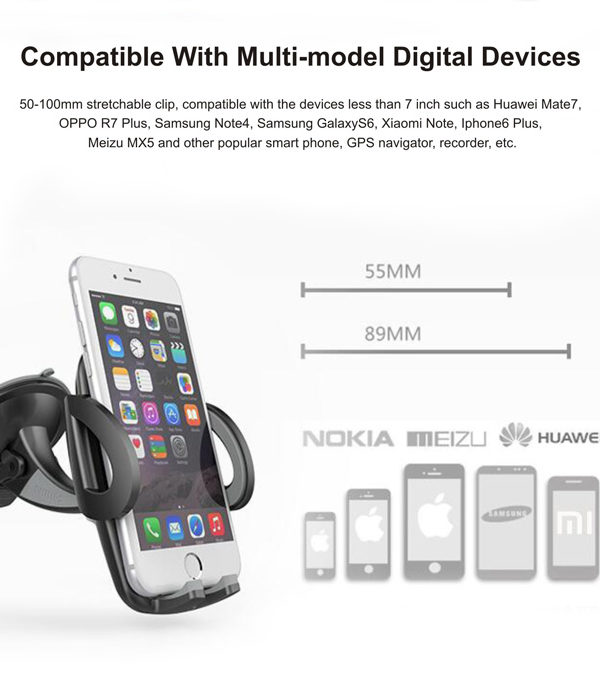 Compatible With Multi-model Digital Devices
50-100mm stretchable clip, compatible with the devices less than 7 inch such as Huawei Mate7,
OPPO R7 Plus, Samsung Note4, Samsung GalaxyS6, Xiaomi Note, Iphone6 Plus,
Meizu MX5 and other popular smart phone, GPS navigator, recorder, etc.
55MM
89MM
NOKIA MEIZU HUAWE
SAMSUNG
mi